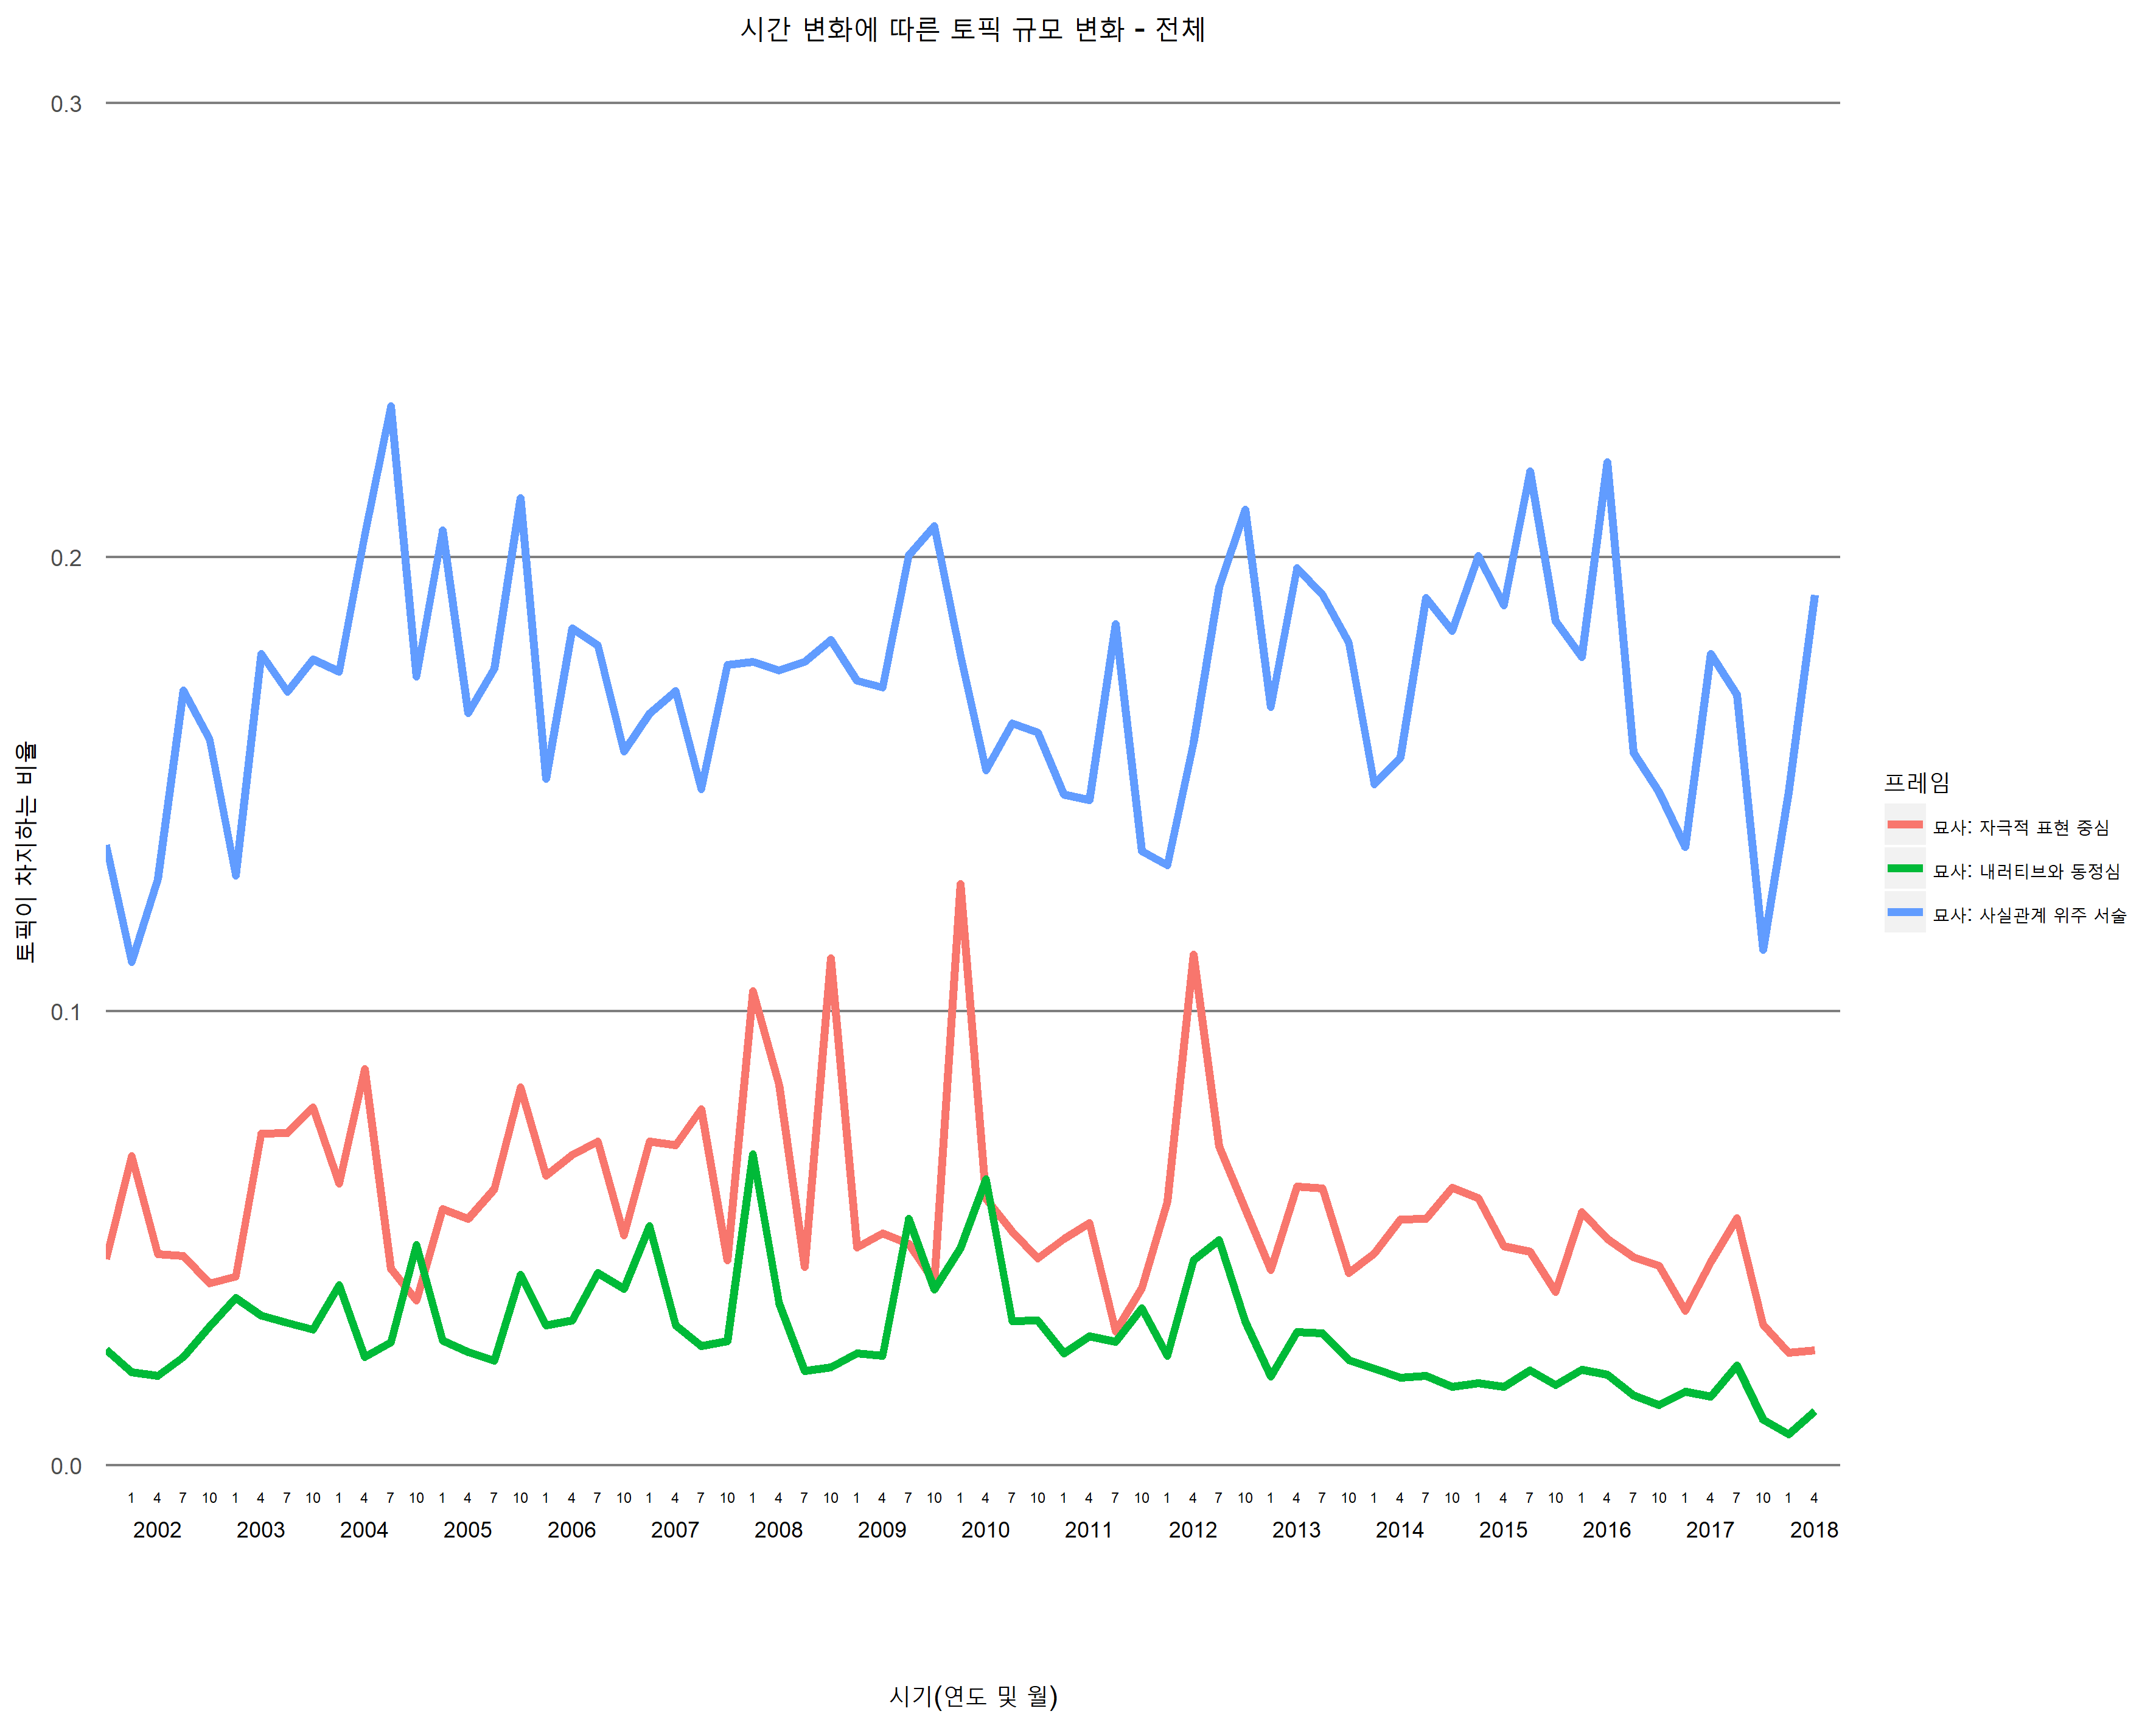 시간 변화에 따른 토픽 규모 변화 - 전체
0.3
0.2
0.1
0.0
토픽이 차지하는 비율
1 4 7 10 1 4 7 10 1 4 7 10 1 4 7 10 1 4 7 10 1 4 7 10 1 4 7 10 1 4 7 10 1 4 7 10 1 4 7 10 1 4 7 10 1 4 7 10 1 4 7 10 1 4 7 10 1 4 7 10 1 4 7 10 1 4
2002 2003 2004 2005 2006 2007 2008 2009 2010 2011 2012 2013 2014 2015 2016 2017 2018
시기(연도 및 월)
프레임
묘사: 자극적 표현 중심
묘사: 내러티브와 동정심
묘사: 사실관계 위주 서술